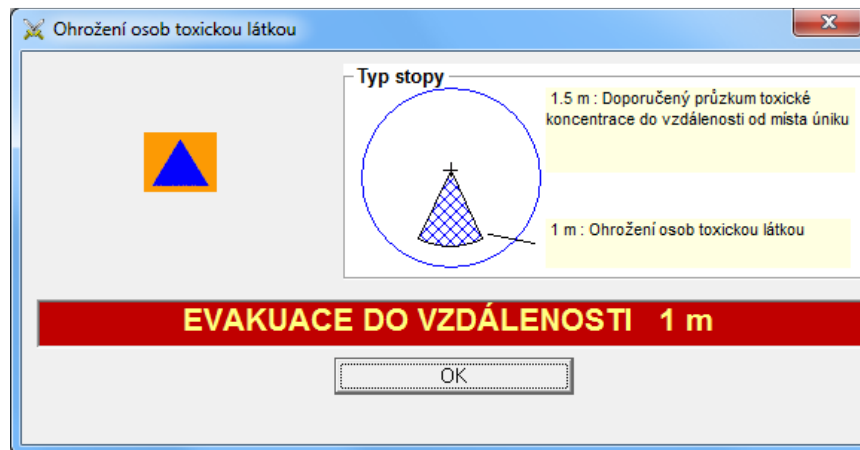 Ohrožení osob toxickou látkou
Typ stopy
1.5 m : Doporučený průzkum toxické
koncentrace do vzdálenosti od místa úniku
1 m : Ohrožení osob toxickou látkou
EVAKUACE DO VZDÁLENOSTI 1 m
OK